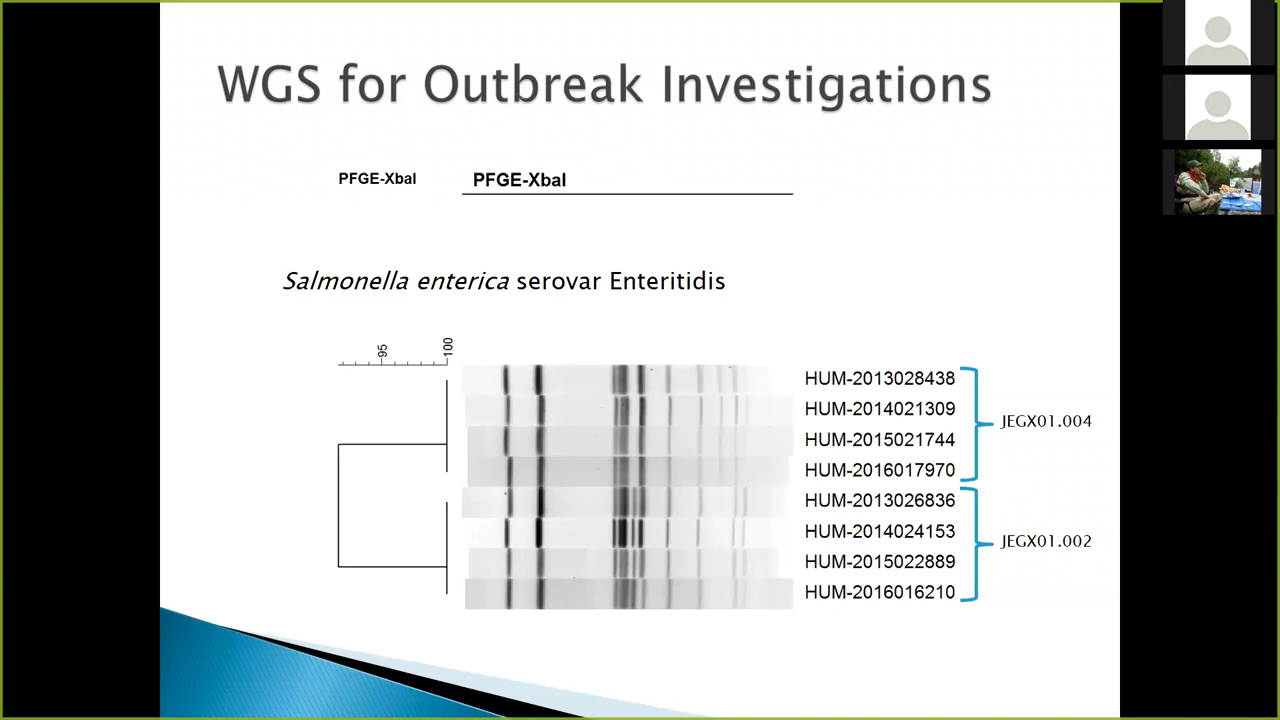 WGS for Outbreak Investigations
PFGE-XbaI PFGE-XbaI
Salmonella enterica serovar Enteritidis
95 100
HUM-2013028438
HUM-2014021309
JEGX01.004
HUM-2015021744
HUM-2016017970
HUM-2013026836
HUM-2014024153
JEGX01.002
HUM-2015022889
HUM-2016016210